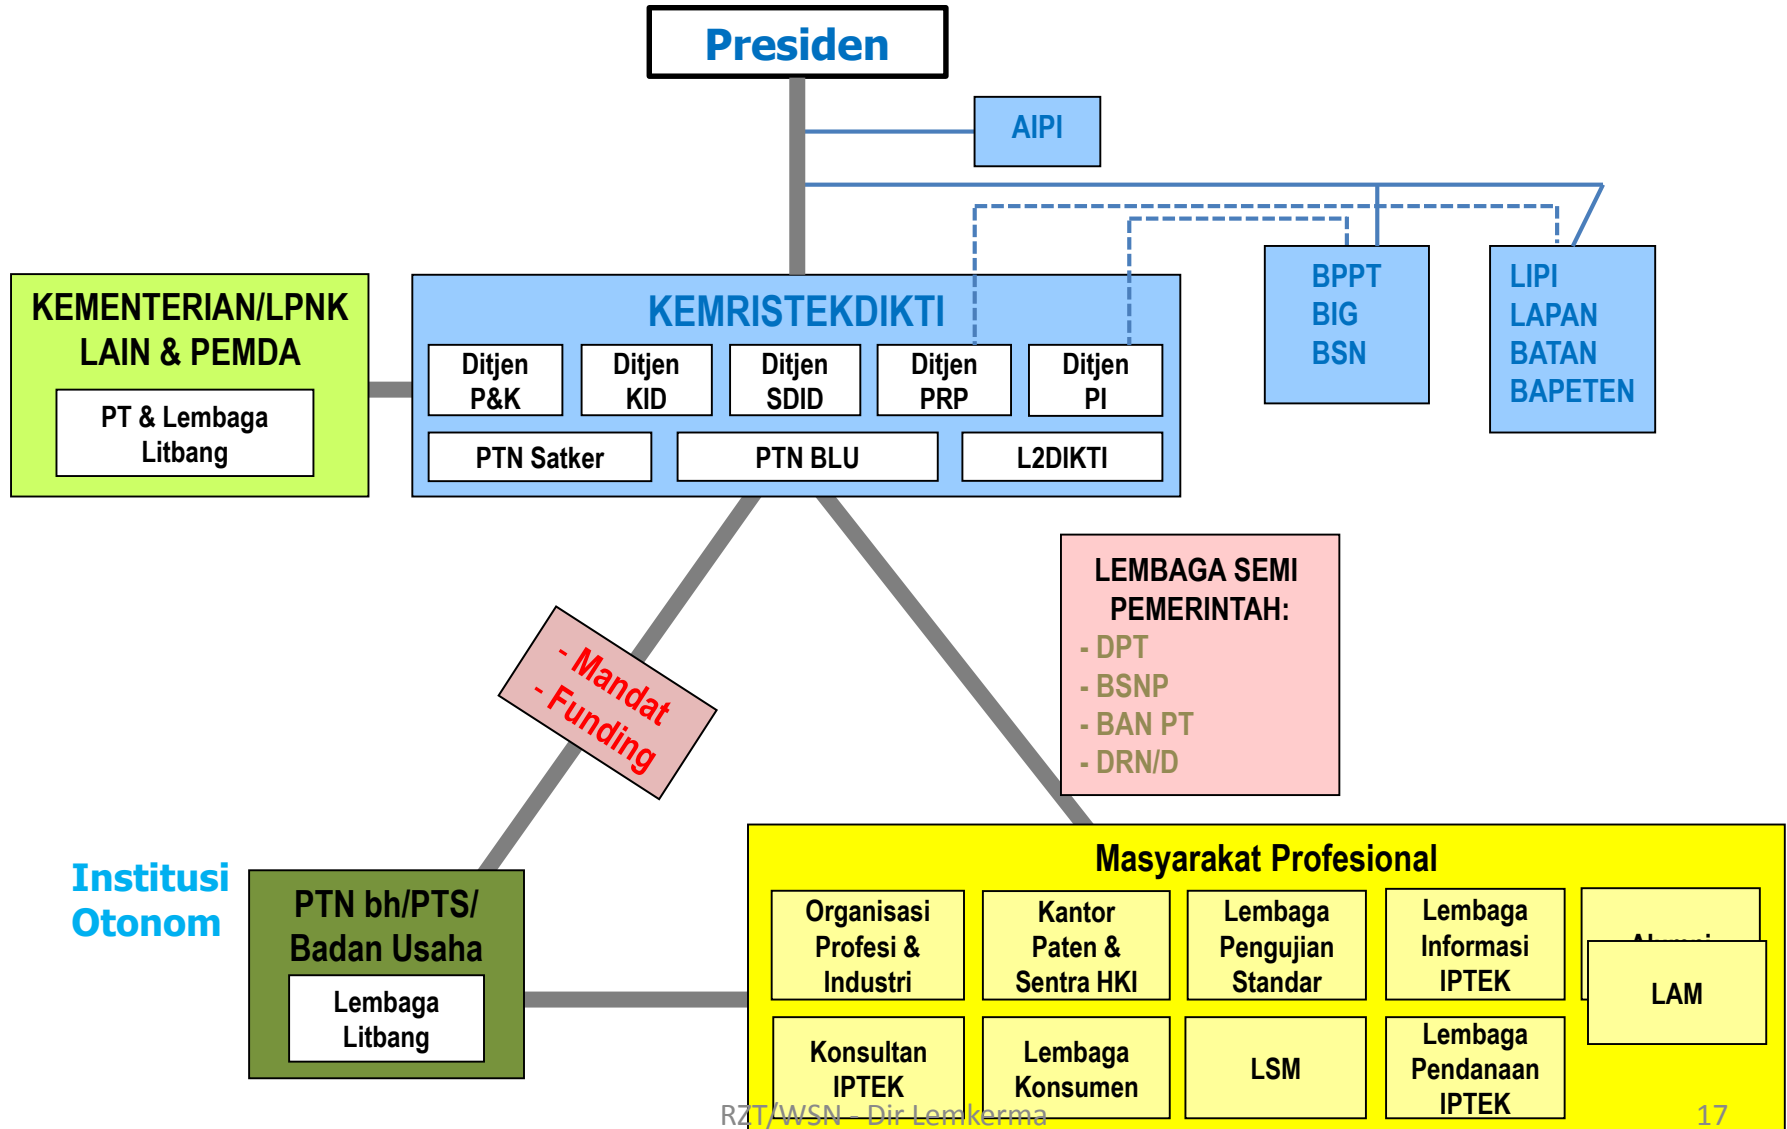 Presiden
AIPI
BPPT
BIG
BSN
LIPI
LAPAN
BATAN
BAPETEN
KEMENTERIAN/LPNK
LAIN & PEMDA
PT & Lembaga
Litbang
KEMRISTEKDIKTI
Ditjen
P&K
Ditjen
KID
Ditjen
SDID
Ditjen
PRP
Ditjen
PI
PTN Satker
PTN BLU
L2DIKTI
LEMBAGA SEMI
PEMERINTAH:
- DPT
- BSNP
- BAN PT
- DRN/D
- Mandat
- Funding
Institusi
Otonom
PTN bh/PTS/
Badan Usaha
Lembaga
Litbang
Masyarakat Profesional
Organisasi
Profesi &
Industri
Kantor
Paten &
Sentra HKI
Lembaga
Pengujian
Standar
Lembaga
Informasi
IPTEK
LAM
Konsultan
IPTEK
Lembaga
Konsumen
LSM
Lembaga
Pendanaan
IPTEK
RZT/WSN - Dir Lemkerma
17